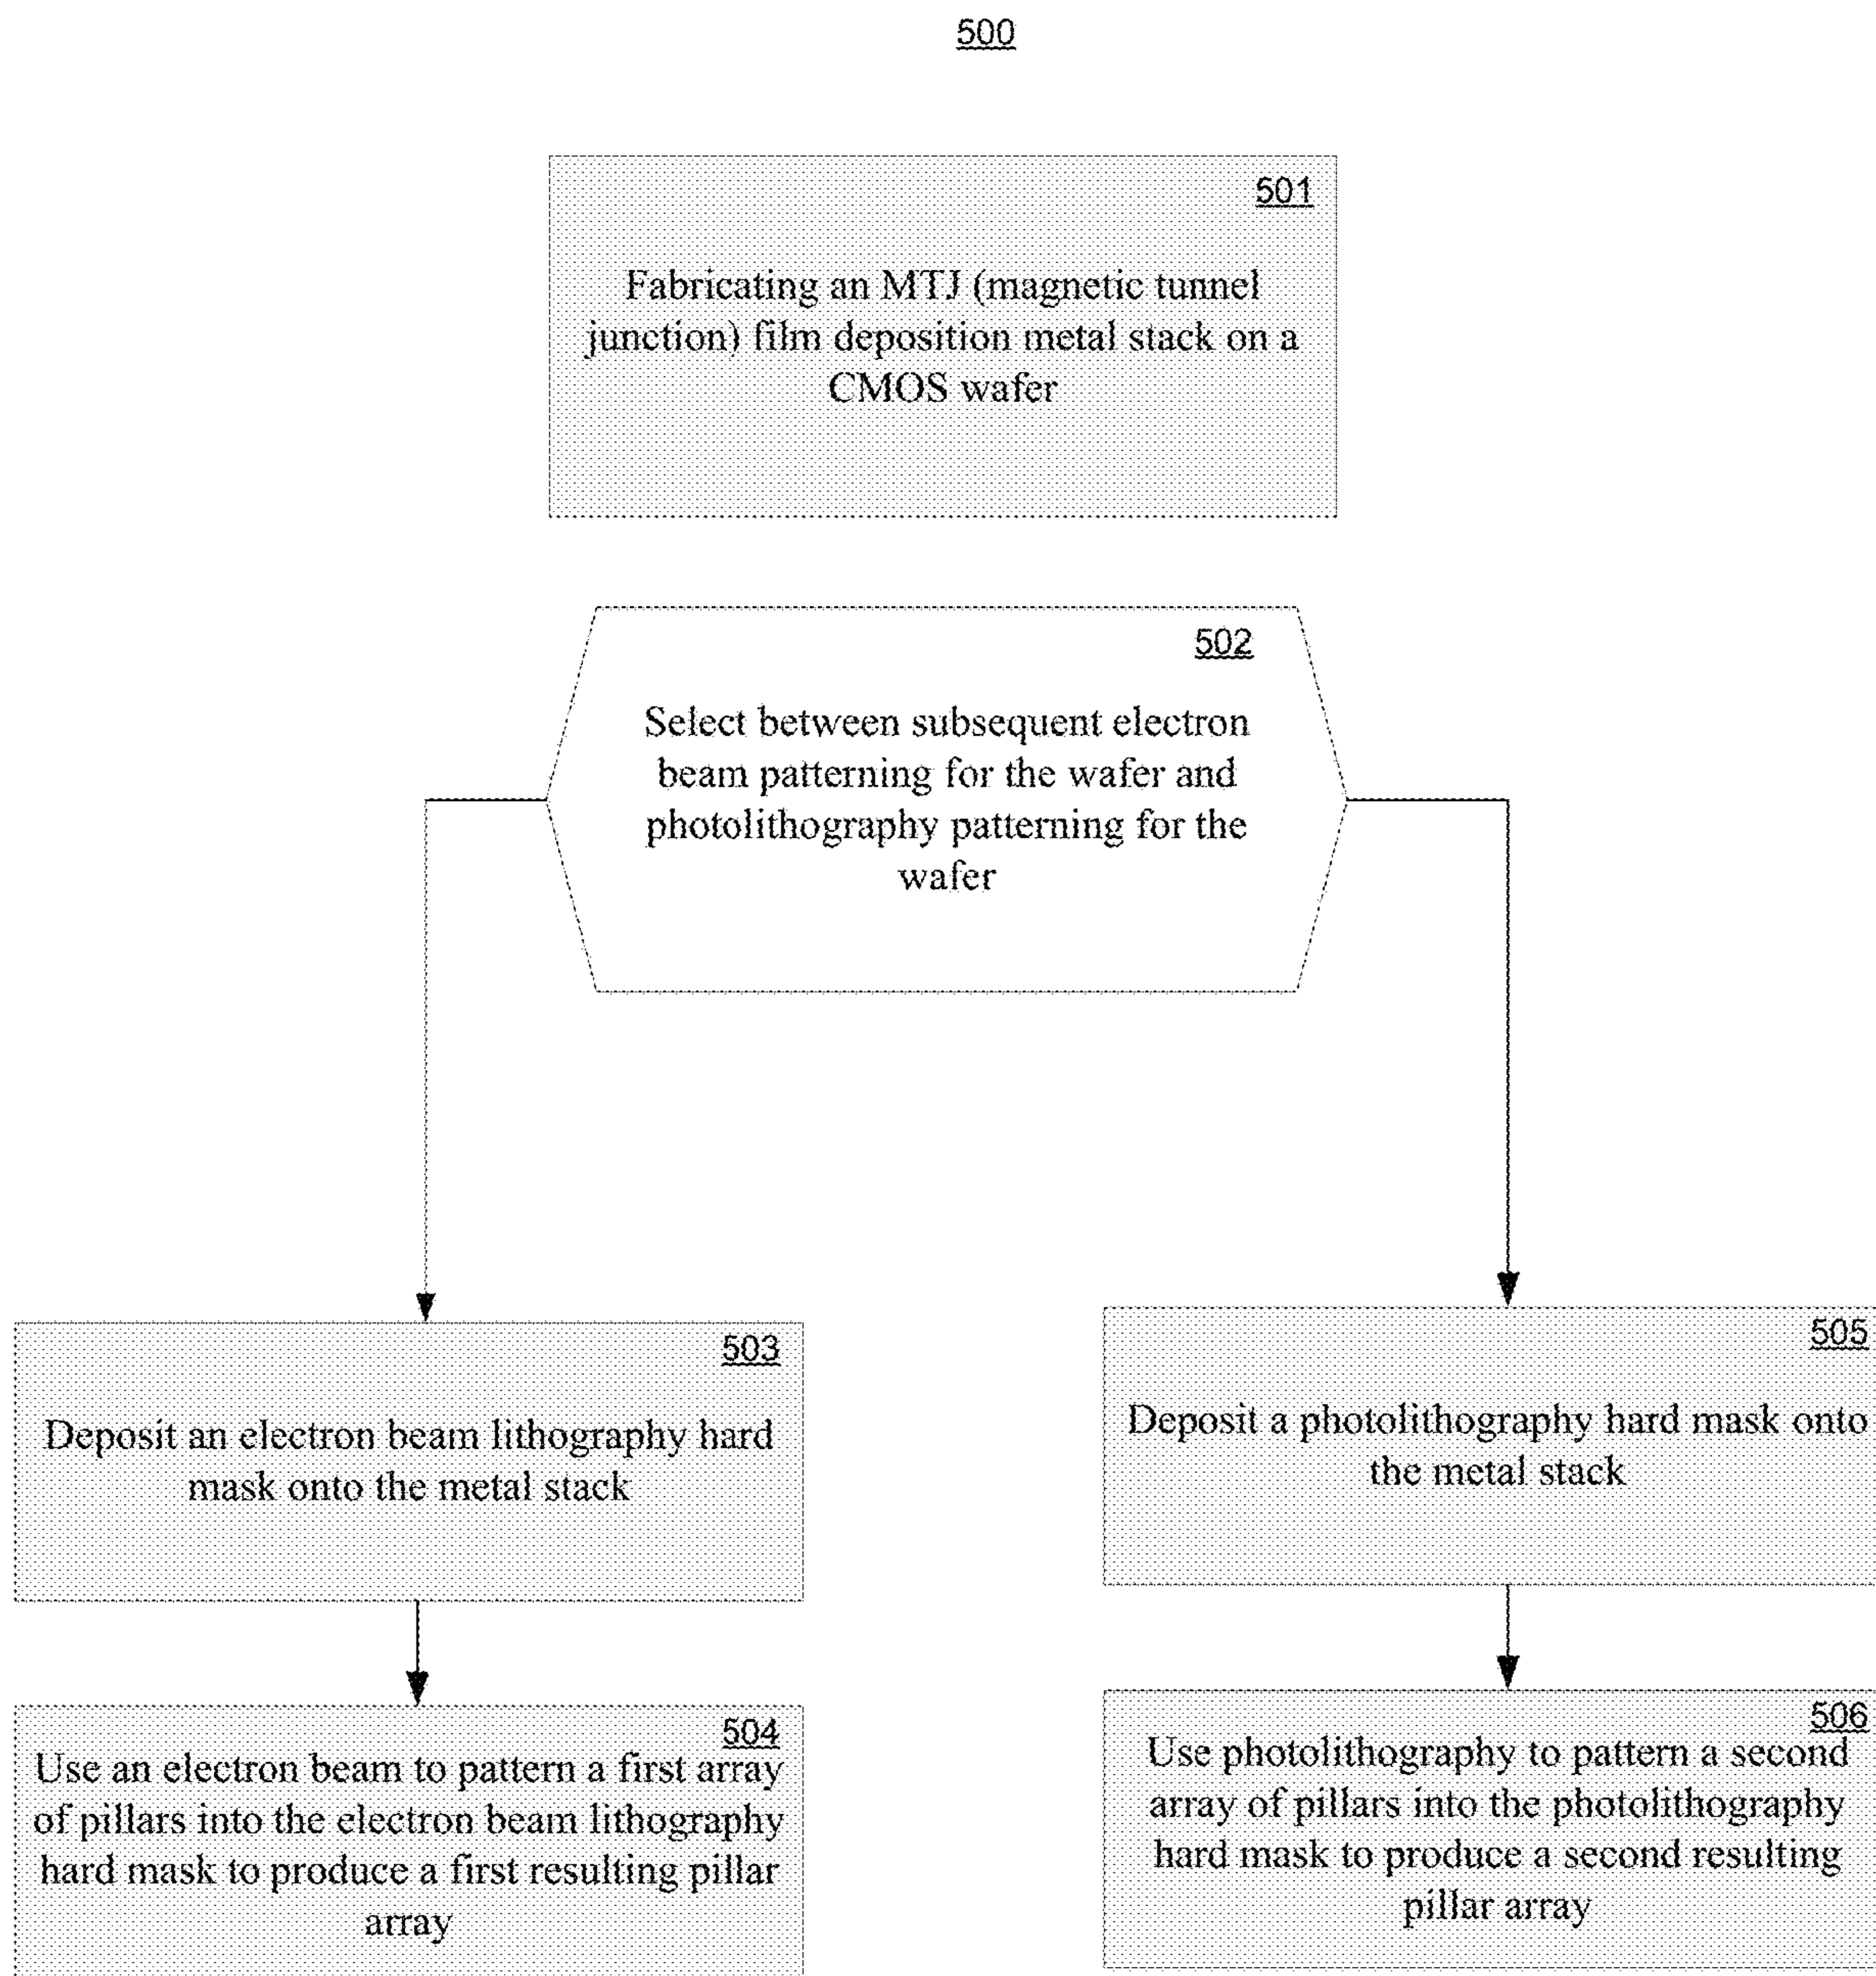 500
501
Fabricating an MTJ (magnetic tunnel
junction) film deposition metal stack on a
CMOS wafer
502
Select between subsequent electron
beam patterning for the wafer and
photolithography patterning for the
wafer
503
Deposit an electron beam lithography hard
mask onto the metal stack
504
Use an electron beam to pattern a first array
of pillars into the electron beam lithography
hard mask to produce a first resulting pillar
array
505
Deposit a photolithography hard mask onto
the metal stack
506
Use photolithography to pattern a second
array of pillars into the photolithography
hard mask to produce a second resulting
pillar array